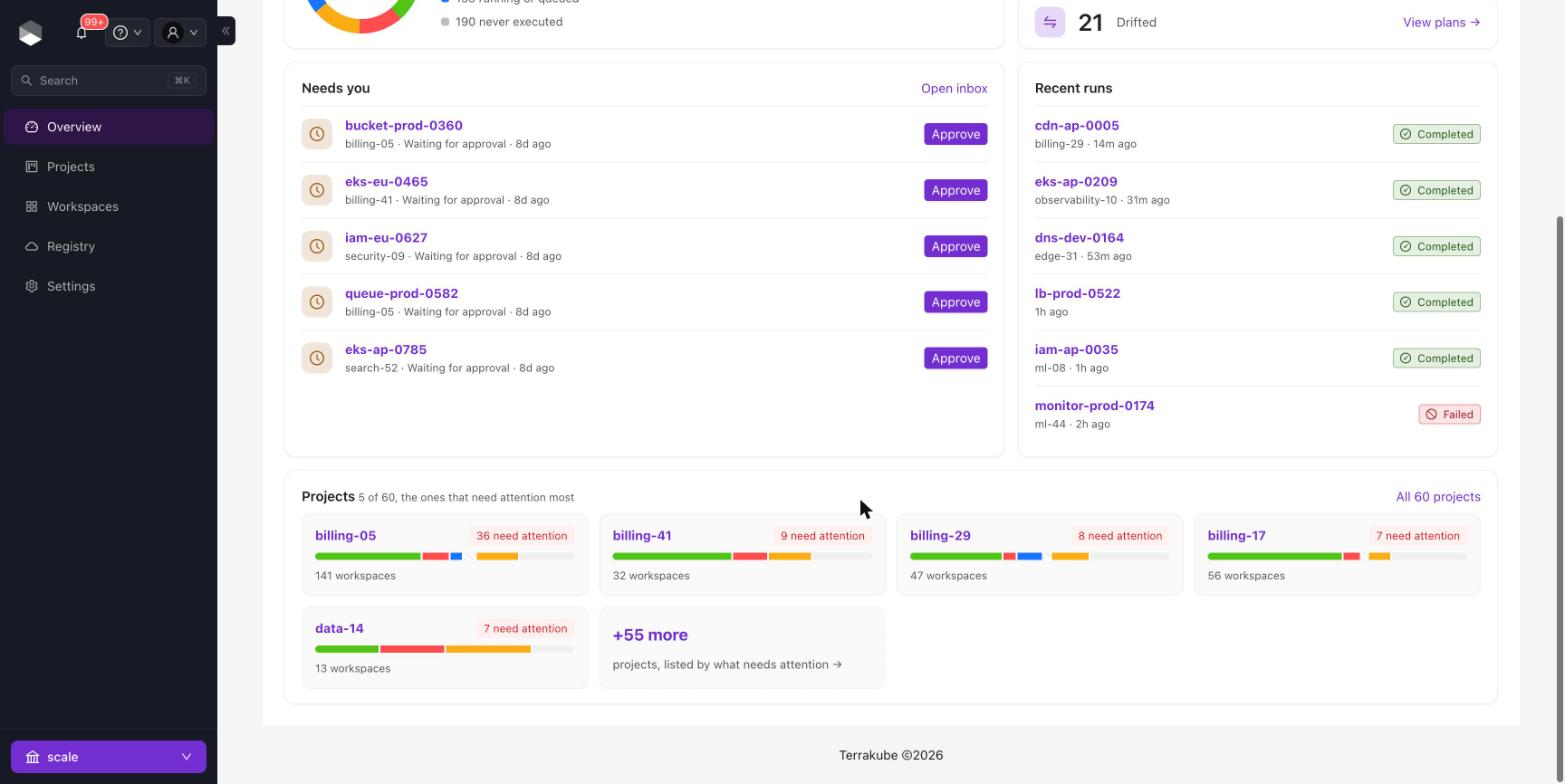 99+
Search
⌘K
Overview
Projects
Workspaces
Registry
Settings
scale
190 never executed
21 Drifted
View plans →
Needs you
Open inbox
bucket-prod-0360
billing-05 · Waiting for approval · 8d ago
Approve
eks-eu-0465
billing-41 · Waiting for approval · 8d ago
Approve
iam-eu-0627
security-09 · Waiting for approval · 8d ago
Approve
queue-prod-0582
billing-05 · Waiting for approval · 8d ago
Approve
eks-ap-0785
search-52 · Waiting for approval · 8d ago
Approve
Recent runs
cdn-ap-0005
billing-29 · 14m ago
Completed
eks-ap-0209
observability-10 · 31m ago
Completed
dns-dev-0164
edge-31 · 53m ago
Completed
lb-prod-0522
1h ago
Completed
iam-ap-0035
ml-08 · 1h ago
Completed
monitor-prod-0174
ml-44 · 2h ago
Failed
Projects 5 of 60, the ones that need attention most
All 60 projects
billing-05
36 need attention
141 workspaces
billing-41
9 need attention
32 workspaces
billing-29
8 need attention
47 workspaces
billing-17
7 need attention
56 workspaces
data-14
7 need attention
13 workspaces
+55 more
projects, listed by what needs attention →
Terrakube ©2026